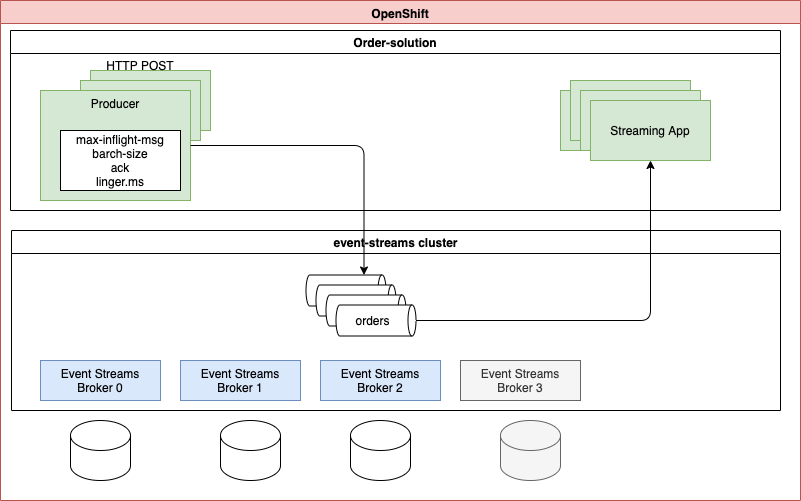 OpenShift
Order-solution
HTTP POST
Producer
max-inflight-msg
barch-size
ack
linger.ms
Streaming App
event-streams cluster
orders
Event Streams
Broker 0
Event Streams
Broker 1
Event Streams
Broker 2
Event Streams
Broker 3